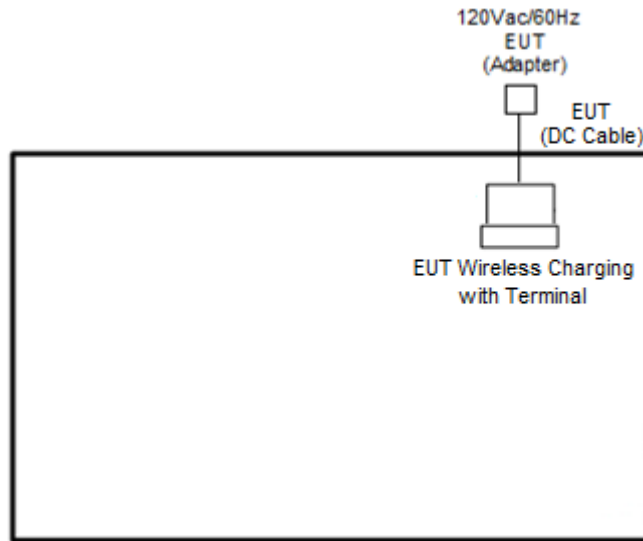 120Vac/60Hz
EUT
(Adapter)
EUT
(DC Cable)
EUT Wireless Charging
with Terminal